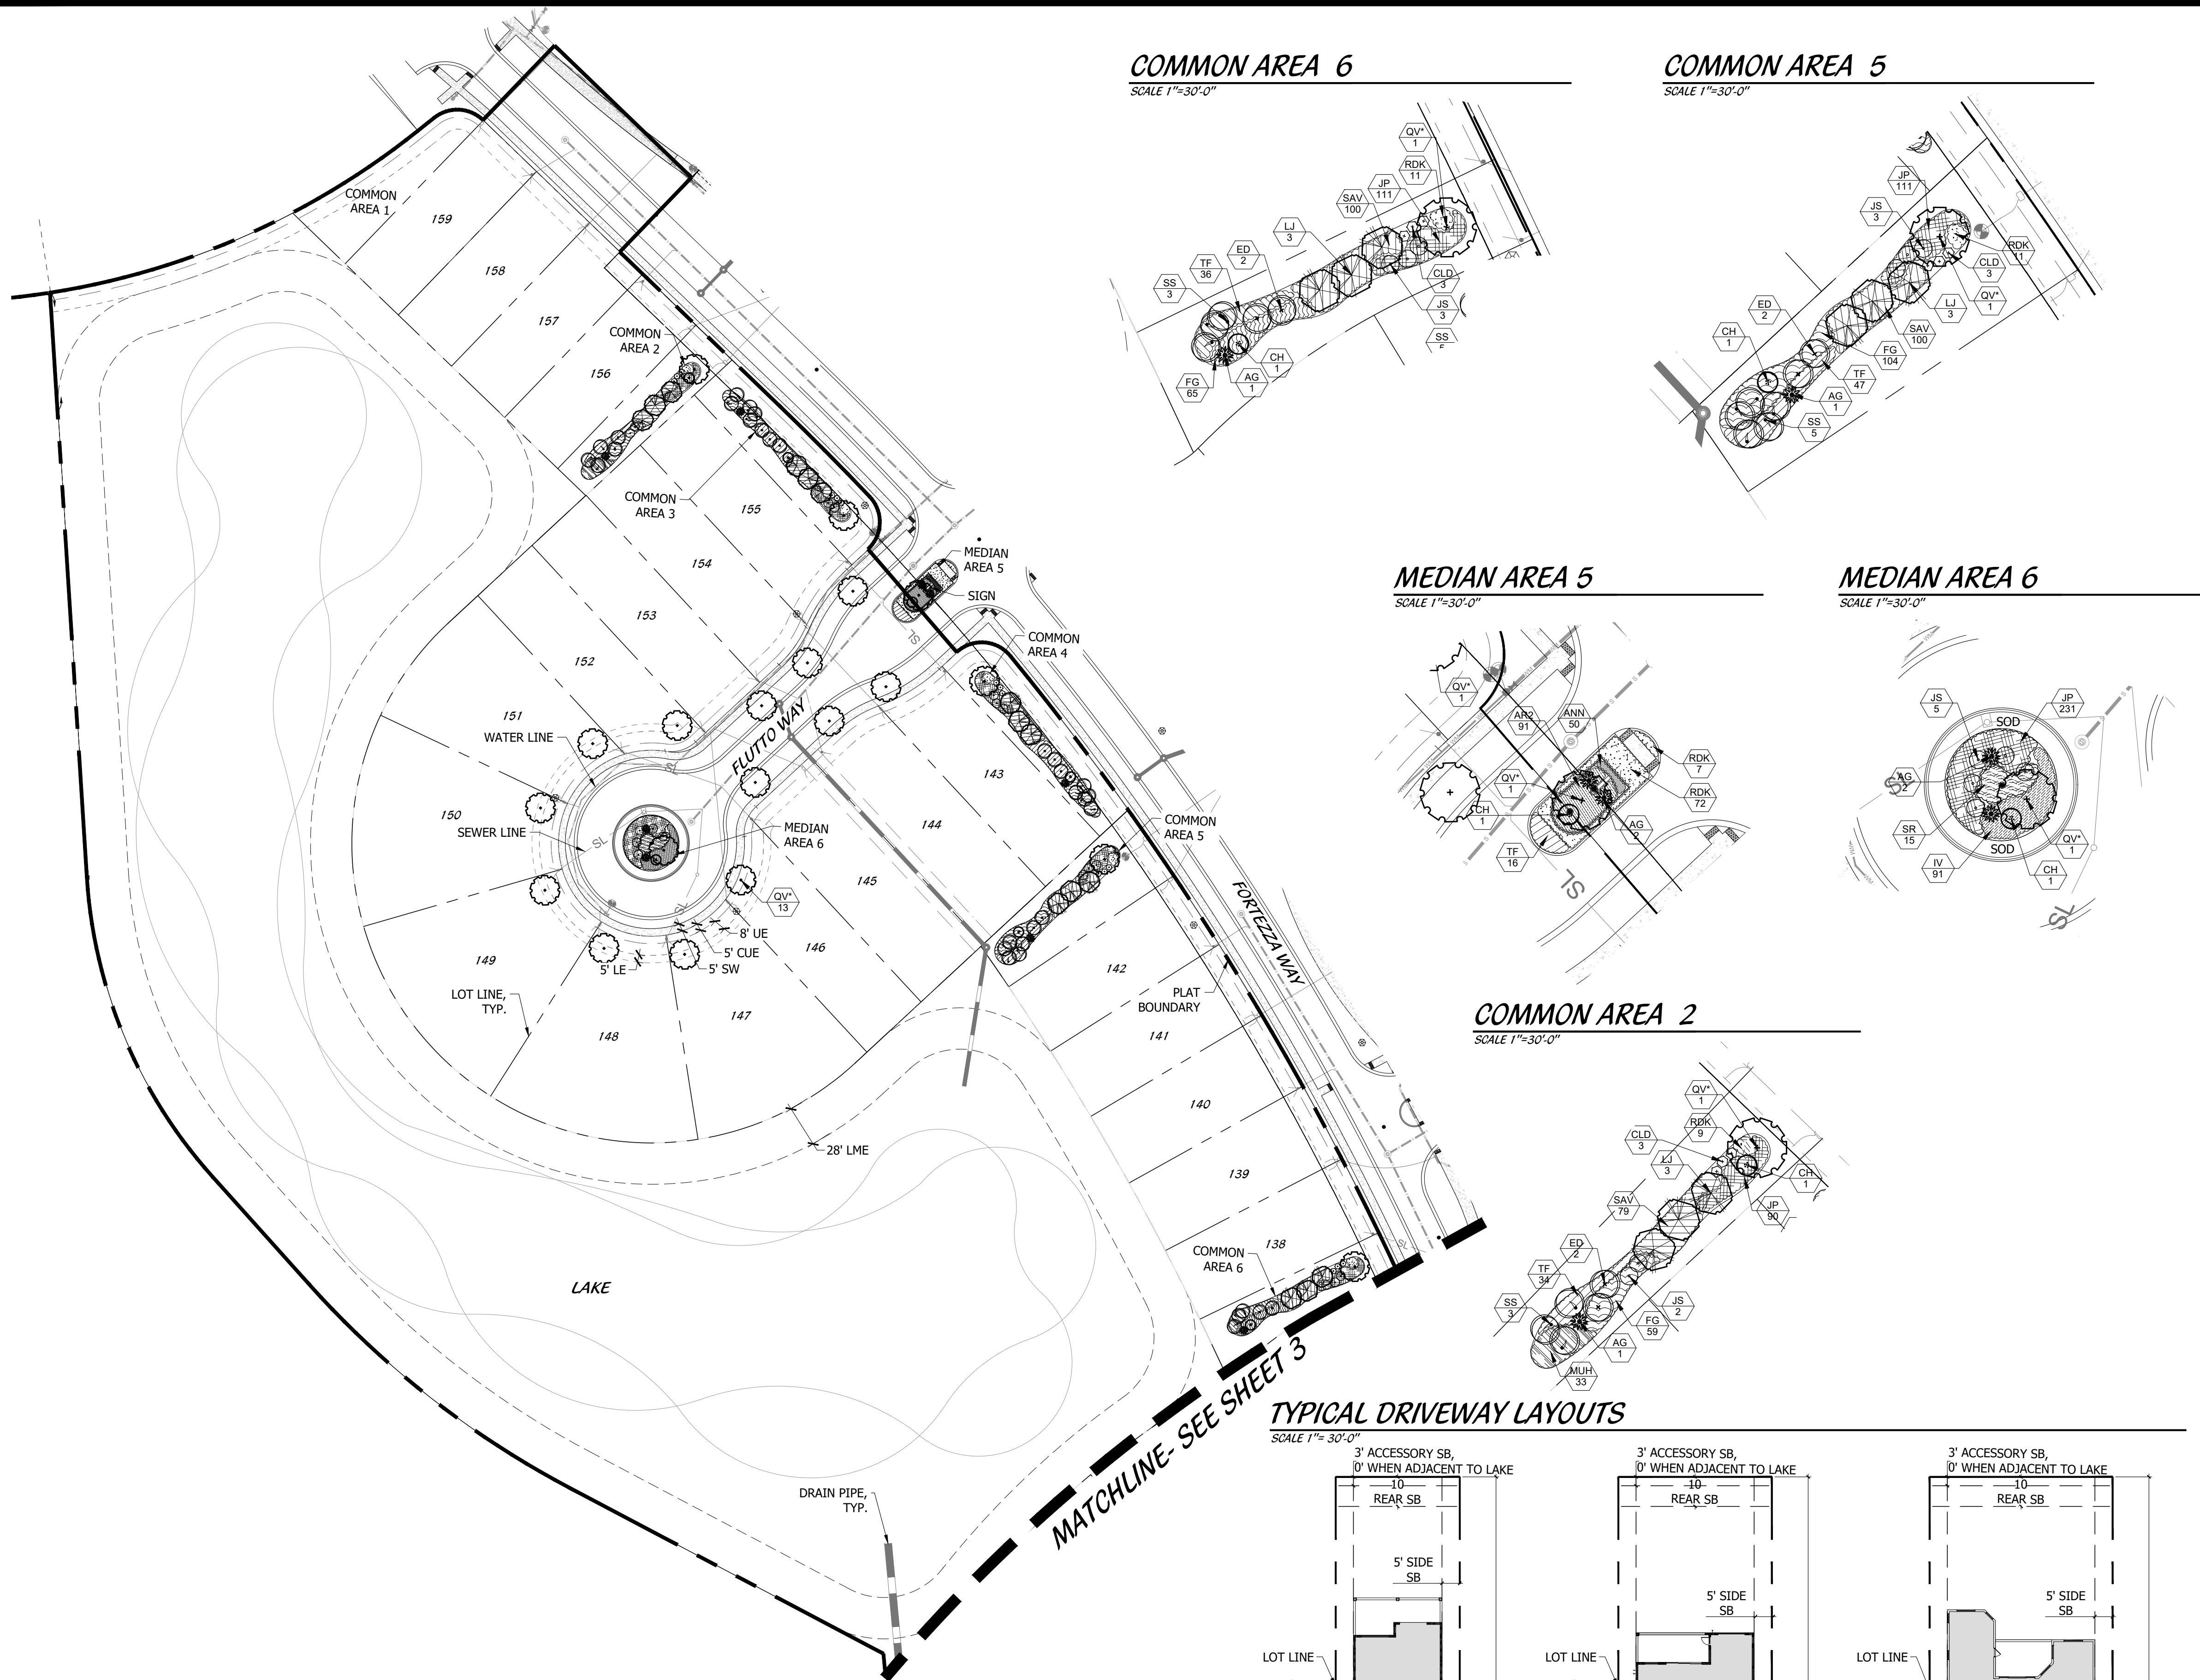 COMMON AREA 6
SCALE 1"=30'-0"
QV*
1
RDK
11
JP
111
SAV
100
LJ
3
ED
2
TF
36
SS
3
CLD
3
JS
3
SS
CH
1
AG
1
FG
65
COMMON AREA 5
SCALE 1"=30'-0"
JP
111
JS
3
RDK
11
CLD
3
QV*
1
LJ
3
ED
2
SAV
100
CH
1
FG
104
TF
47
AG
1
SS
5
MEDIAN AREA 5
SCALE 1"=30'-0"
QV*
1
AR2
91
ANN
50
RDK
7
QV*
1
RDK
72
CH
1
AG
2
TF
16
SL
MEDIAN AREA 6
SCALE 1"=30'-0"
JS
5
JP
231
SOD
AG
2
SL
SR
15
QV*
1
SOD
IV
91
CH
1
SL
COMMON AREA 2
SCALE 1"=30'-0"
QV*
1
RDK
9
CLD
3
LJ
3
CH
1
SAV
79
JP
90
ED
2
TF
34
SS
3
JS
2
FG
59
AG
1
MUH
33
TYPICAL DRIVEWAY LAYOUTS
SCALE 1"= 30'-0"
3' ACCESSORY SB,
0' WHEN ADJACENT TO LAKE
10
REAR SB
5' SIDE
SB
LOT LINE
3' ACCESSORY SB,
0' WHEN ADJACENT TO LAKE
10
REAR SB
5' SIDE
SB
LOT LINE
3' ACCESSORY SB,
0' WHEN ADJACENT TO LAKE
10
REAR SB
5' SIDE
SB
LOT LINE
COMMON
AREA 1
159
158
157
COMMON
AREA 2
156
COMMON
AREA 3
155
154
MEDIAN
AREA 5
SIGN
SL
153
COMMON
AREA 4
152
151
WATER LINE
FLUTTO WAY
SL
143
150
SEWER LINE
SL
MEDIAN
AREA 6
144
COMMON
AREA 5
145
QV*
13
SL
SL
8' UE
5' CUE
5' SW
5' LE
146
149
FORTEZZA WAY
142
LOT LINE,
TYP.
PLAT
BOUNDARY
147
148
141
140
28' LME
139
138
SL
COMMON
AREA 6
LAKE
MATCHLINE- SEE SHEET 3
DRAIN PIPE,
TYP.